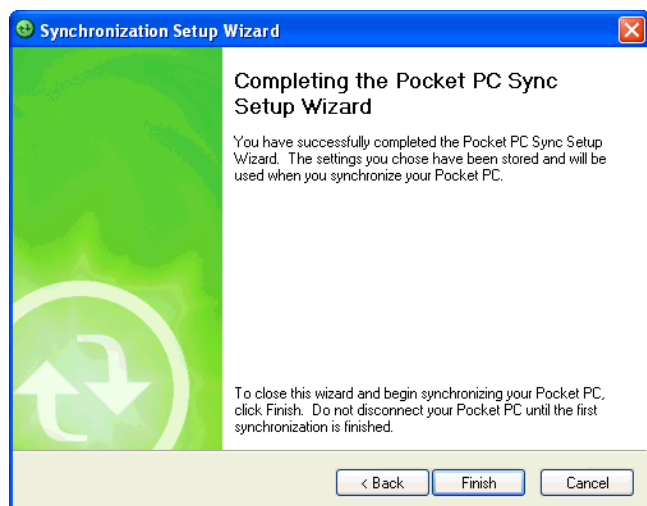 Synchronization Setup Wizard
Completing the Pocket PC Sync
Setup Wizard
You have successfully completed the Pocket PC Sync Setup
Wizard. The settings you chose have been stored and will be
used when you synchronize your Pocket PC.
To close this wizard and begin synchronizing your Pocket PC,
click Finish. Do not disconnect your Pocket PC until the first
synchronization is finished.
< Back Finish Cancel